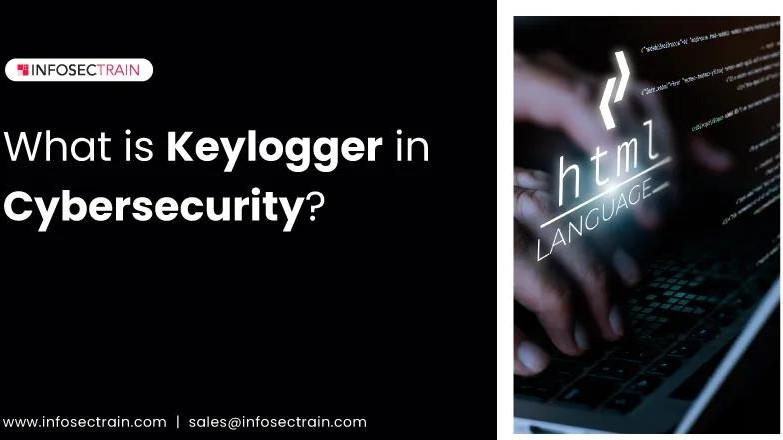 INFOSECTRAIN
What is Keylogger in
Cybersecurity?
www.infosectrain.com | sales@infosectrain.com
html
LANGUAGE